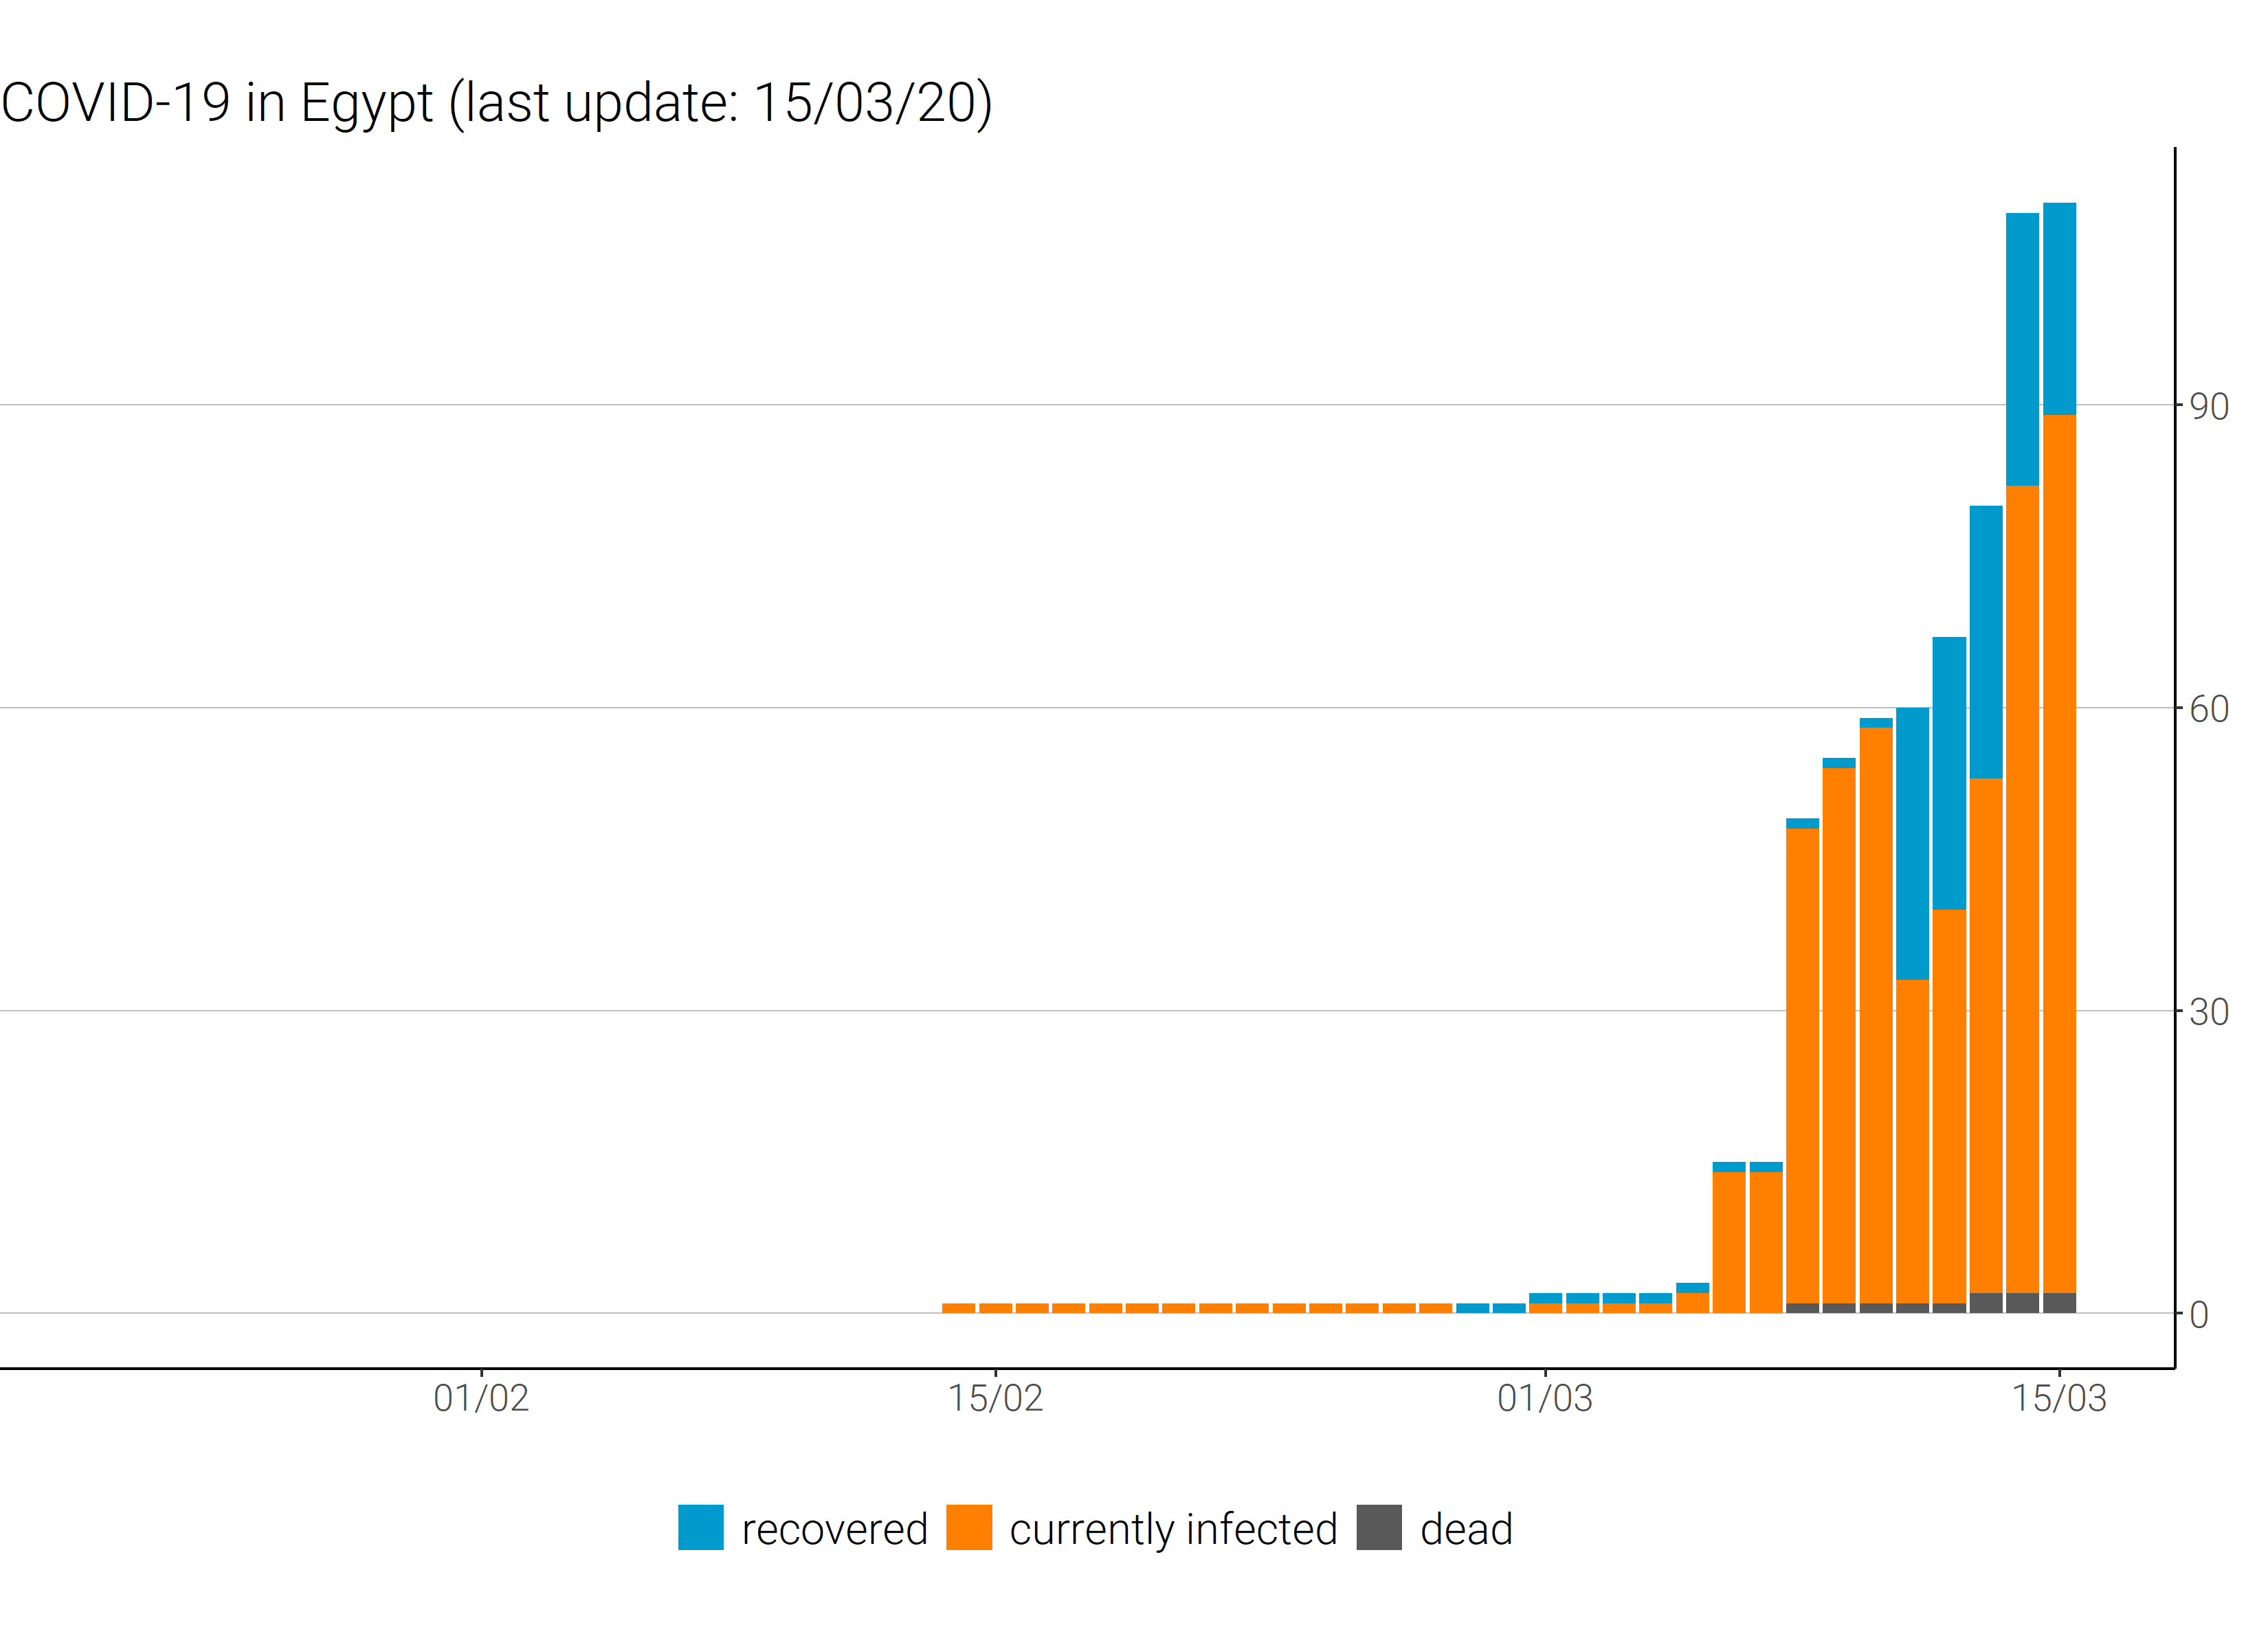 COVID-19 in Egypt (last update: 15/03/20)
90
60
30
0
01/02 15/02 01/03 15/03
recovered currently infected dead